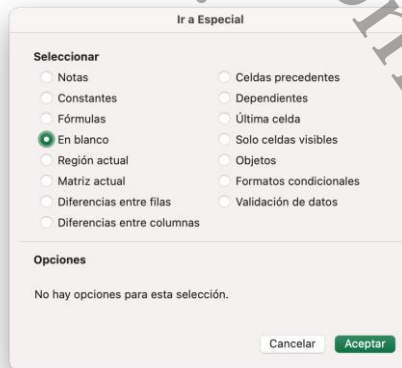 Ir a Especial
Seleccionar
Notas
Constantes
Fórmulas
En blanco
Región actual
Matriz actual
Diferencias entre filas
Diferencias entre columnas
Celdas precedentes
Dependientes
Última celda
Solo celdas visibles
Objetos
Formatos condicionales
Validación de datos
Opciones
No hay opciones para esta selección.
Cancelar
Aceptar